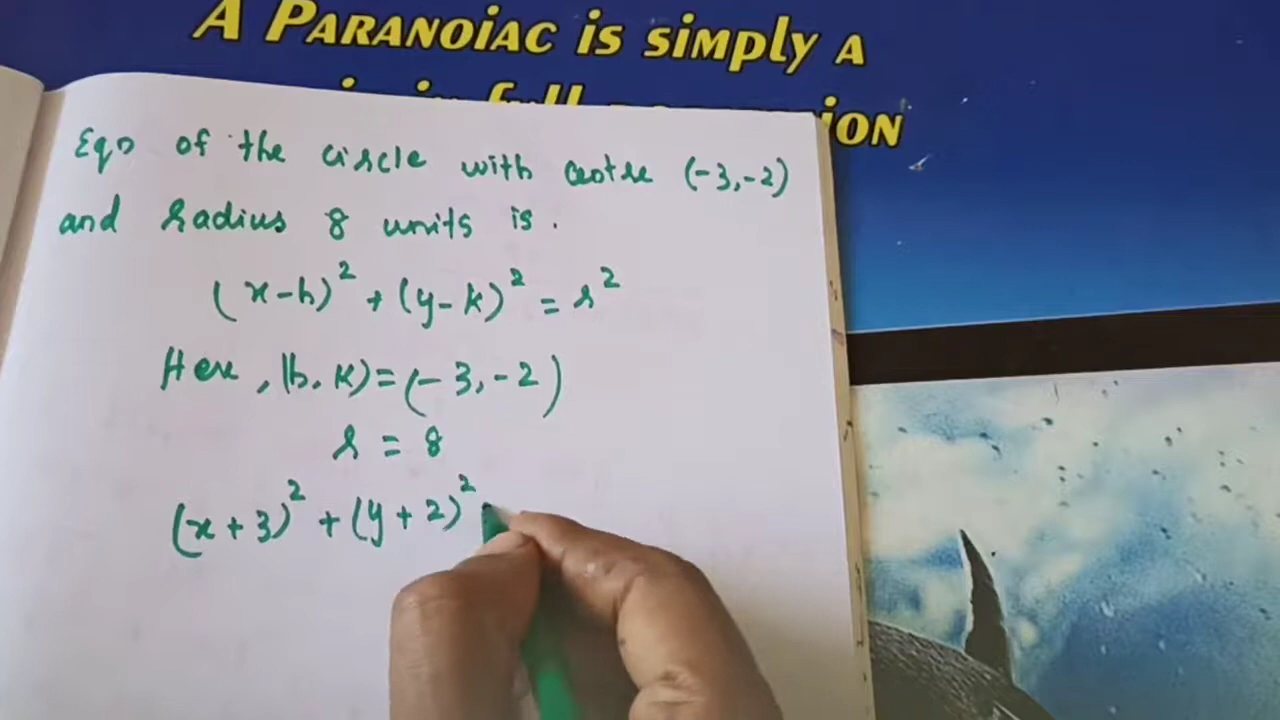 A PARANOIAC IS SIMPLY A
ION
Eqn of the circle with centre (-3,-2)
and radius 8 units is.
(x-h)² + (y-k)² = r²
Here, (h, k) = (-3, -2)
r = 8
(x+3)² + (y+2)²